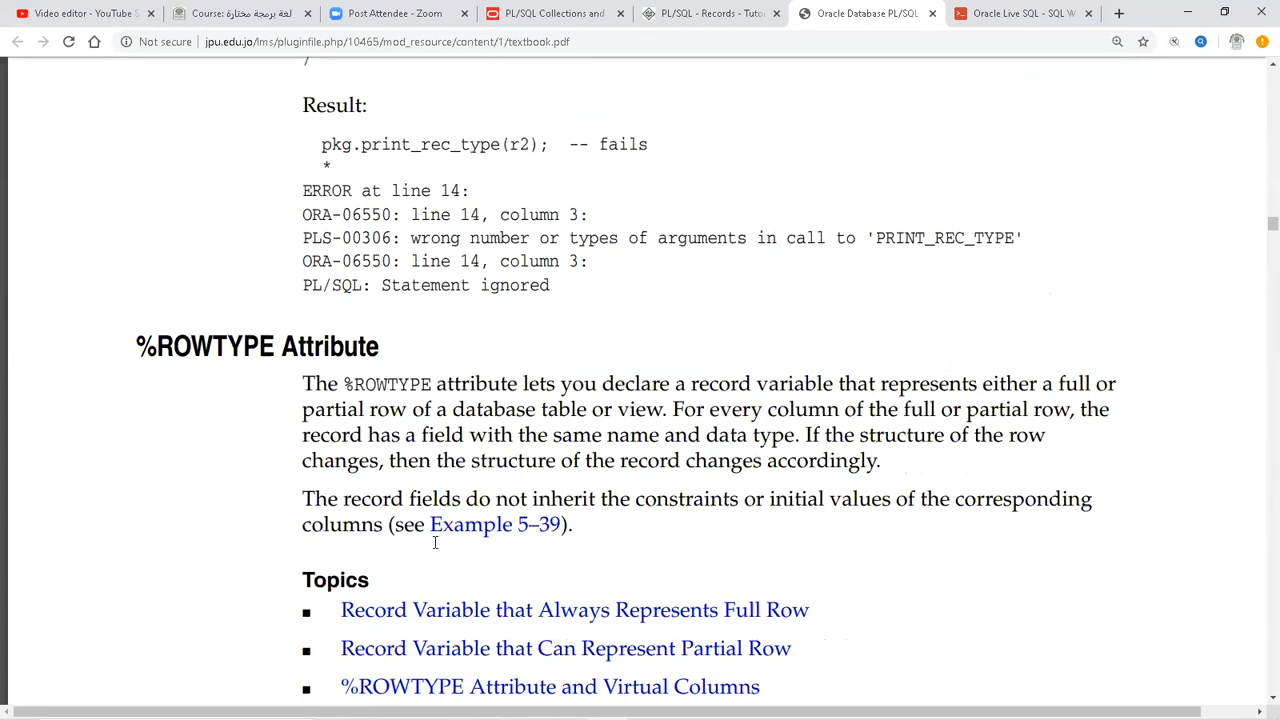 Video editor - YouTube S
Course: لغة برمجة مختارة
Post Attendee - Zoom
PL/SQL Collections and
PL/SQL - Records - Tutor
Oracle Database PL/SQL
Oracle Live SQL - SQL W
Not secure | jpu.edu.jo/lms/pluginfile.php/10465/mod_resource/content/1/textbook.pdf
/
Result:
pkg.print_rec_type(r2); -- fails
*
ERROR at line 14:
ORA-06550: line 14, column 3:
PLS-00306: wrong number or types of arguments in call to 'PRINT_REC_TYPE'
ORA-06550: line 14, column 3:
PL/SQL: Statement ignored
%ROWTYPE Attribute
The %ROWTYPE attribute lets you declare a record variable that represents either a full or
partial row of a database table or view. For every column of the full or partial row, the
record has a field with the same name and data type. If the structure of the row
changes, then the structure of the record changes accordingly.
The record fields do not inherit the constraints or initial values of the corresponding
columns (see Example 5–39).
Topics
■ Record Variable that Always Represents Full Row
■ Record Variable that Can Represent Partial Row
■ %ROWTYPE Attribute and Virtual Columns